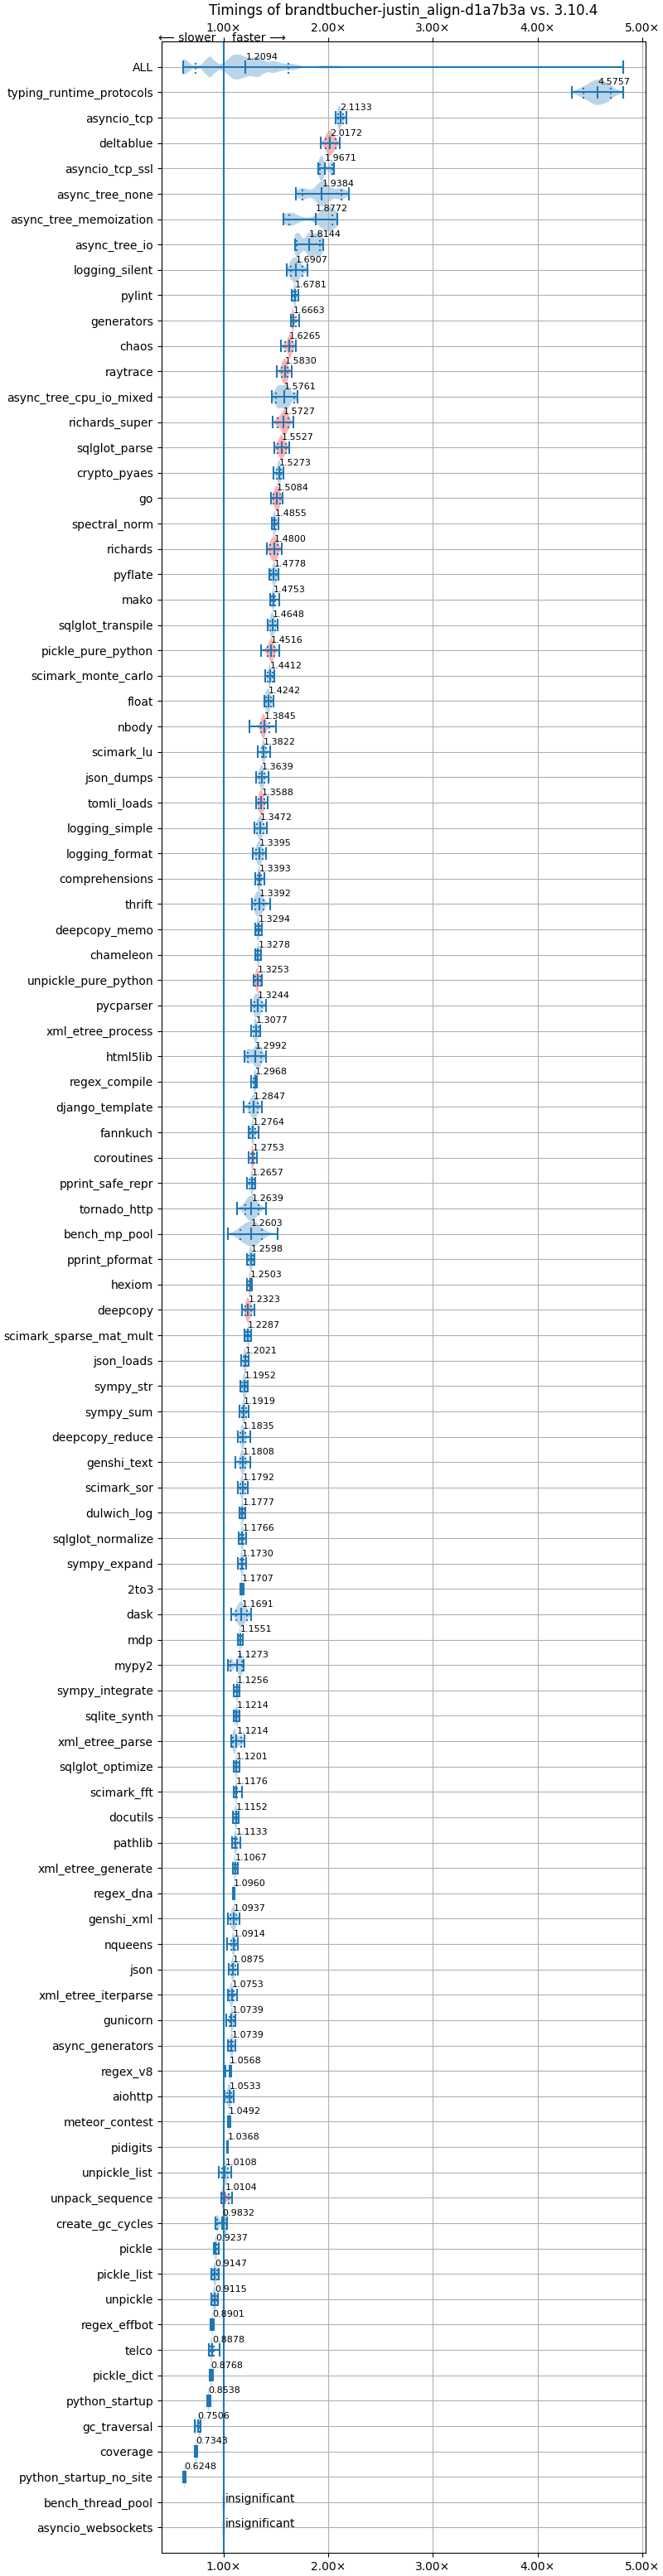 Timings of brandtbucher-justin_align-d1a7b3a vs. 3.10.4
1.00× 2.00× 3.00× 4.00× 5.00×
⟵ slower faster ⟶
ALL 1.2094
typing_runtime_protocols 4.5757
asyncio_tcp 2.1133
deltablue 2.0172
asyncio_tcp_ssl 1.9671
async_tree_none 1.9384
async_tree_memoization 1.8772
async_tree_io 1.8144
logging_silent 1.6907
pylint 1.6781
generators 1.6663
chaos 1.6265
raytrace 1.5830
async_tree_cpu_io_mixed 1.5761
richards_super 1.5727
sqlglot_parse 1.5527
crypto_pyaes 1.5273
go 1.5084
spectral_norm 1.4855
richards 1.4800
pyflate 1.4778
mako 1.4753
sqlglot_transpile 1.4648
pickle_pure_python 1.4516
scimark_monte_carlo 1.4412
float 1.4242
nbody 1.3845
scimark_lu 1.3822
json_dumps 1.3639
tomli_loads 1.3588
logging_simple 1.3472
logging_format 1.3395
comprehensions 1.3393
thrift 1.3392
deepcopy_memo 1.3294
chameleon 1.3278
unpickle_pure_python 1.3253
pycparser 1.3244
xml_etree_process 1.3077
html5lib 1.2992
regex_compile 1.2968
django_template 1.2847
fannkuch 1.2764
coroutines 1.2753
pprint_safe_repr 1.2657
tornado_http 1.2639
bench_mp_pool 1.2603
pprint_pformat 1.2598
hexiom 1.2503
deepcopy 1.2323
scimark_sparse_mat_mult 1.2287
json_loads 1.2021
sympy_str 1.1952
sympy_sum 1.1919
deepcopy_reduce 1.1835
genshi_text 1.1808
scimark_sor 1.1792
dulwich_log 1.1777
sqlglot_normalize 1.1766
sympy_expand 1.1730
2to3 1.1707
dask 1.1691
mdp 1.1551
mypy2 1.1273
sympy_integrate 1.1256
sqlite_synth 1.1214
xml_etree_parse 1.1214
sqlglot_optimize 1.1201
scimark_fft 1.1176
docutils 1.1152
pathlib 1.1133
xml_etree_generate 1.1067
regex_dna 1.0960
genshi_xml 1.0937
nqueens 1.0914
json 1.0875
xml_etree_iterparse 1.0753
gunicorn 1.0739
async_generators 1.0739
regex_v8 1.0568
aiohttp 1.0533
meteor_contest 1.0492
pidigits 1.0368
unpickle_list 1.0108
unpack_sequence 1.0104
create_gc_cycles 0.9832
pickle 0.9237
pickle_list 0.9147
unpickle 0.9115
regex_effbot 0.8901
telco 0.8878
pickle_dict 0.8768
python_startup 0.8538
gc_traversal 0.7506
coverage 0.7343
python_startup_no_site 0.6248
bench_thread_pool insignificant
asyncio_websockets insignificant
1.00× 2.00× 3.00× 4.00× 5.00×